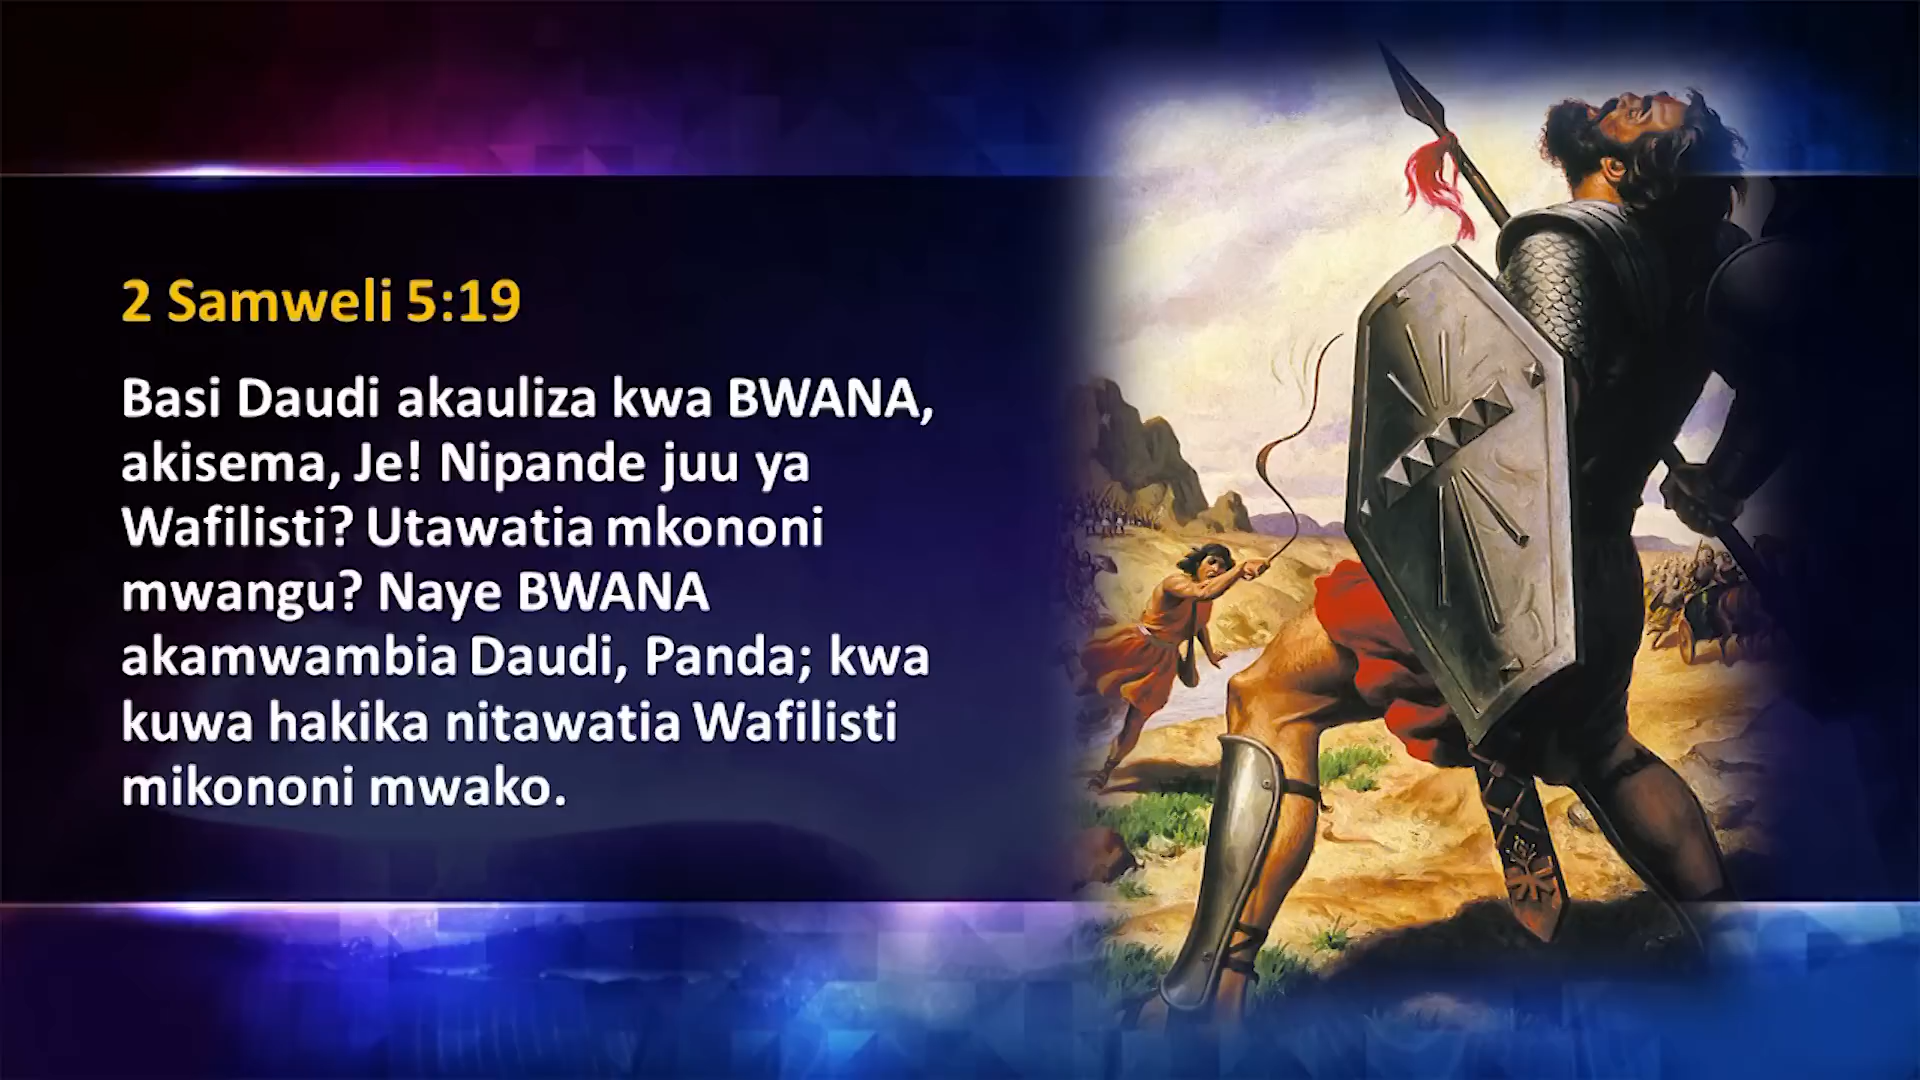 2 Samweli 5:19
Basi Daudi akauliza kwa BWANA,
akisema, Je! Nipande juu ya
Wafilisti? Utawatia mkononi
mwangu? Naye BWANA
akamwambia Daudi, Panda; kwa
kuwa hakika nitawatia Wafilisti
mikononi mwako.